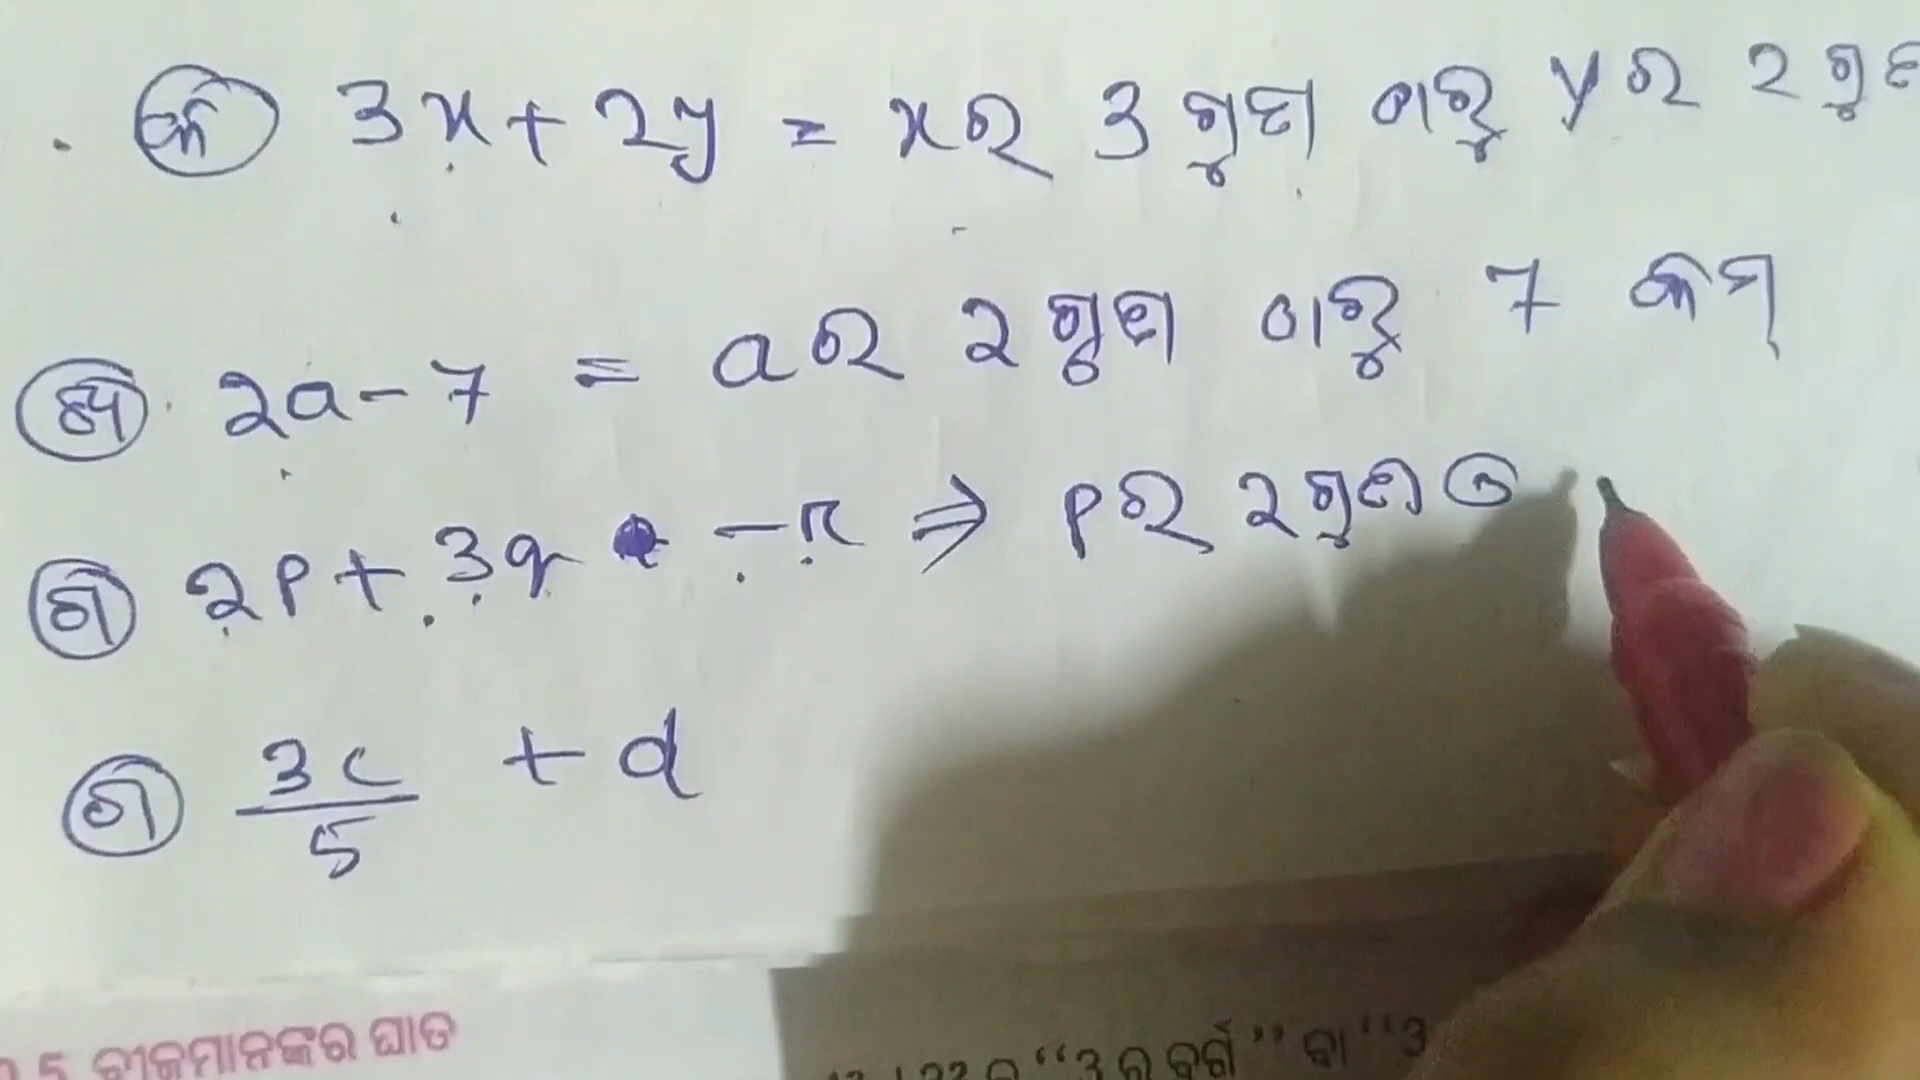 କ 3x + 2y = xର 3 ଗୁଣ ଠାରୁ yର 2 ଗୁଣ
ଖ 2a - 7 = aର 2 ଗୁଣ ଠାରୁ 7 କମ୍
ଗ 2p + 3q - r ⇒ pର 2ଗୁଣ ଓ
ଗ 3c/5 + d
5 ବୀଜମାନଙ୍କର ଘାତ
“3 ର ବର୍ଗ” ବା “3